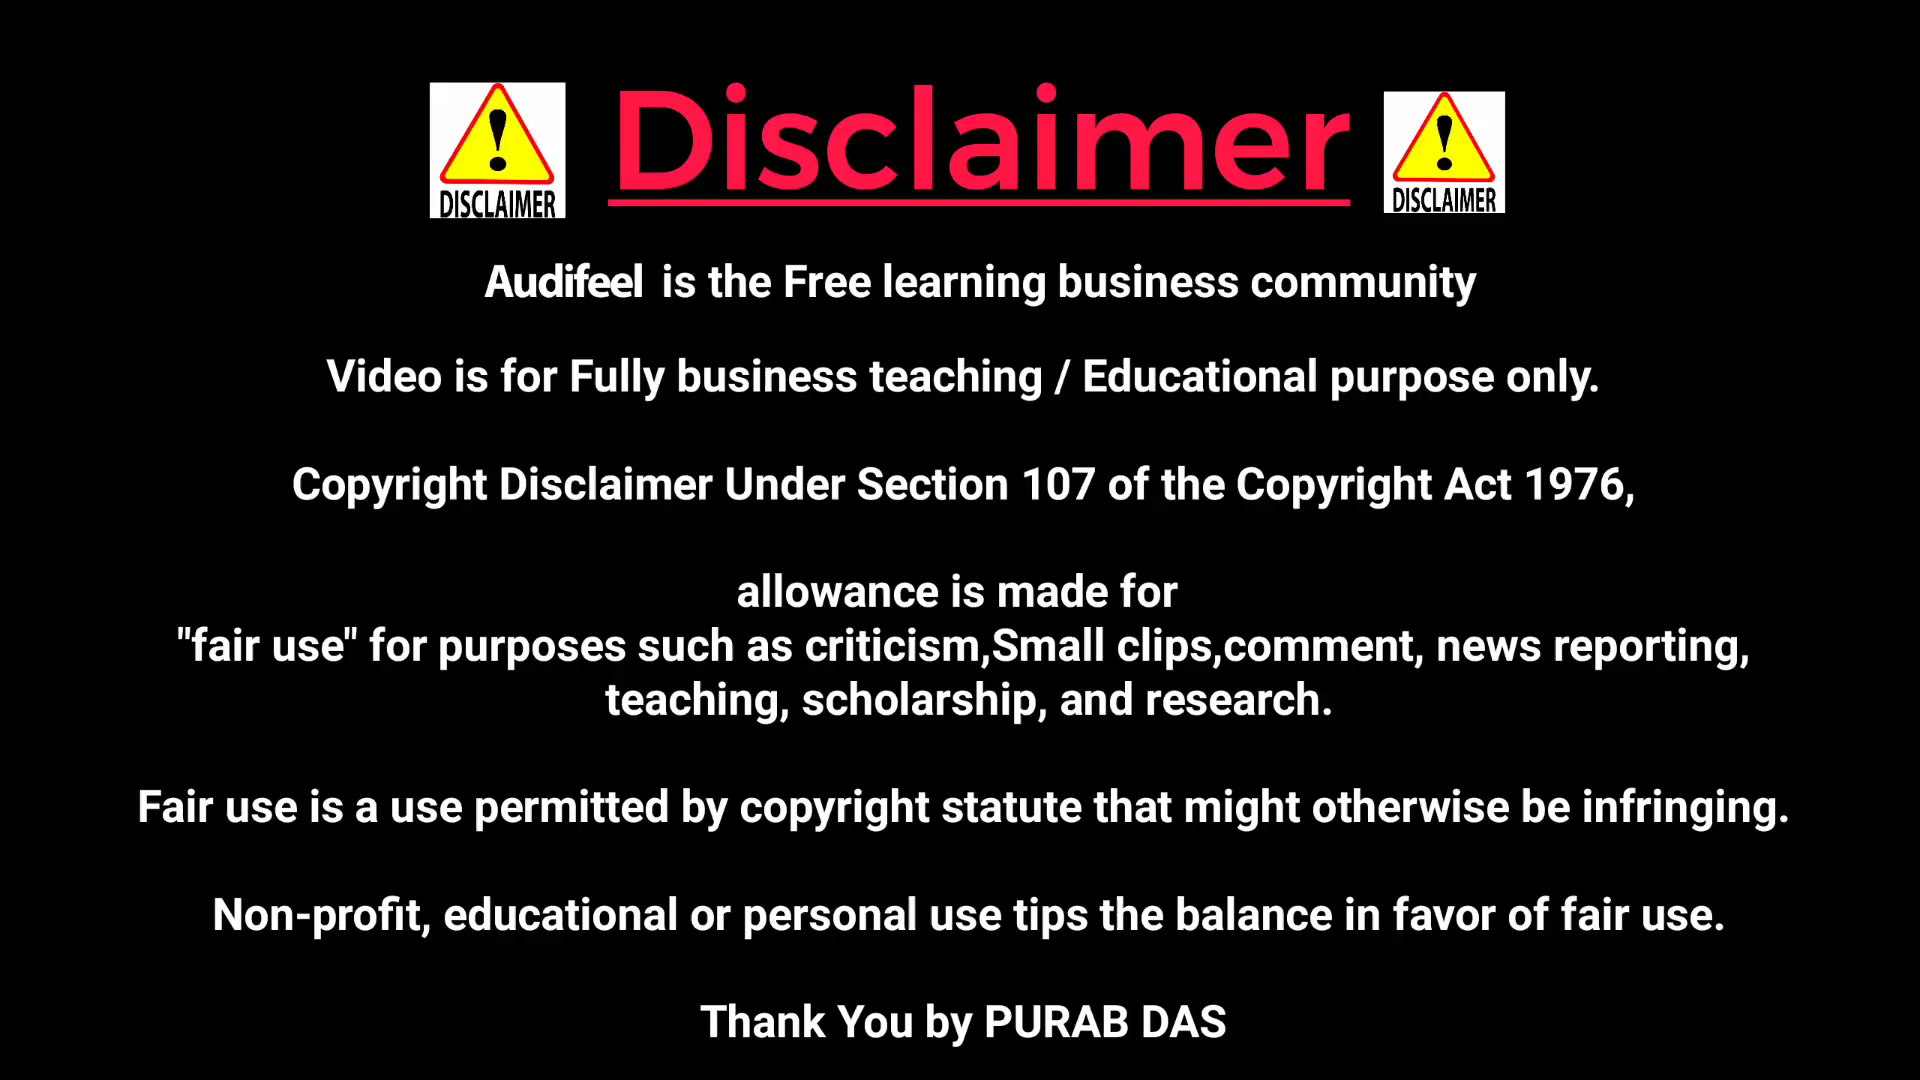 Disclaimer
DISCLAIMER
DISCLAIMER
Audifeel is the Free learning business community
Video is for Fully business teaching / Educational purpose only.
Copyright Disclaimer Under Section 107 of the Copyright Act 1976,
allowance is made for
"fair use" for purposes such as criticism,Small clips,comment, news reporting,
teaching, scholarship, and research.
Fair use is a use permitted by copyright statute that might otherwise be infringing.
Non-profit, educational or personal use tips the balance in favor of fair use.
Thank You by PURAB DAS